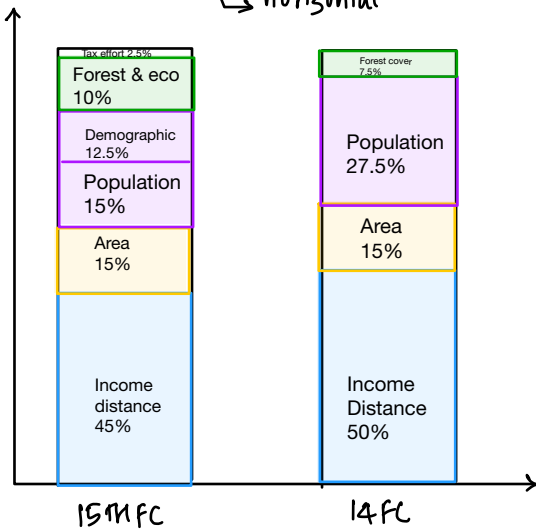 ↳ horizontal
Tax effort 2.5%
Forest & eco
10%
Demographic
12.5%
Population
15%
Area
15%
Income
distance
45%
Forest cover
7.5%
Population
27.5%
Area
15%
Income
Distance
50%
15TH FC
14 FC